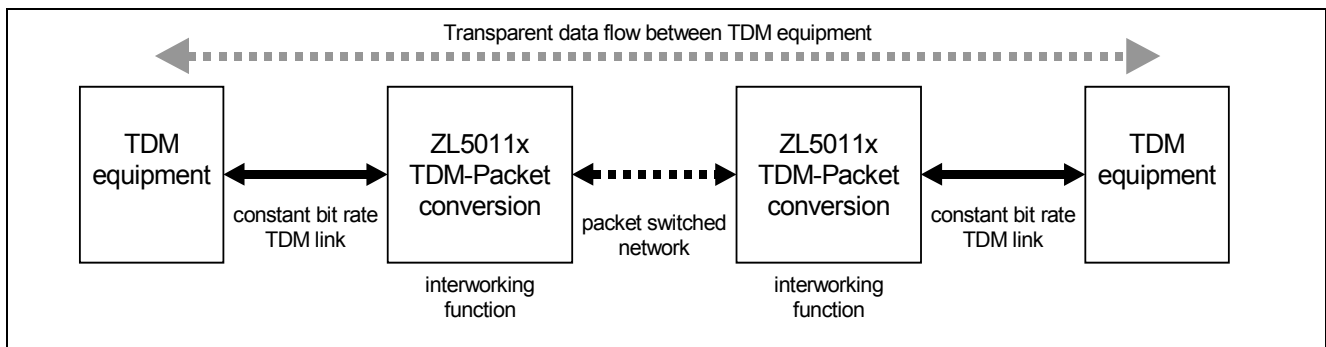 Transparent data flow between TDM equipment
TDM
equipment
constant bit rate
TDM link
ZL5011x
TDM-Packet
conversion
interworking
function
packet switched
network
ZL5011x
TDM-Packet
conversion
interworking
function
constant bit rate
TDM link
TDM
equipment